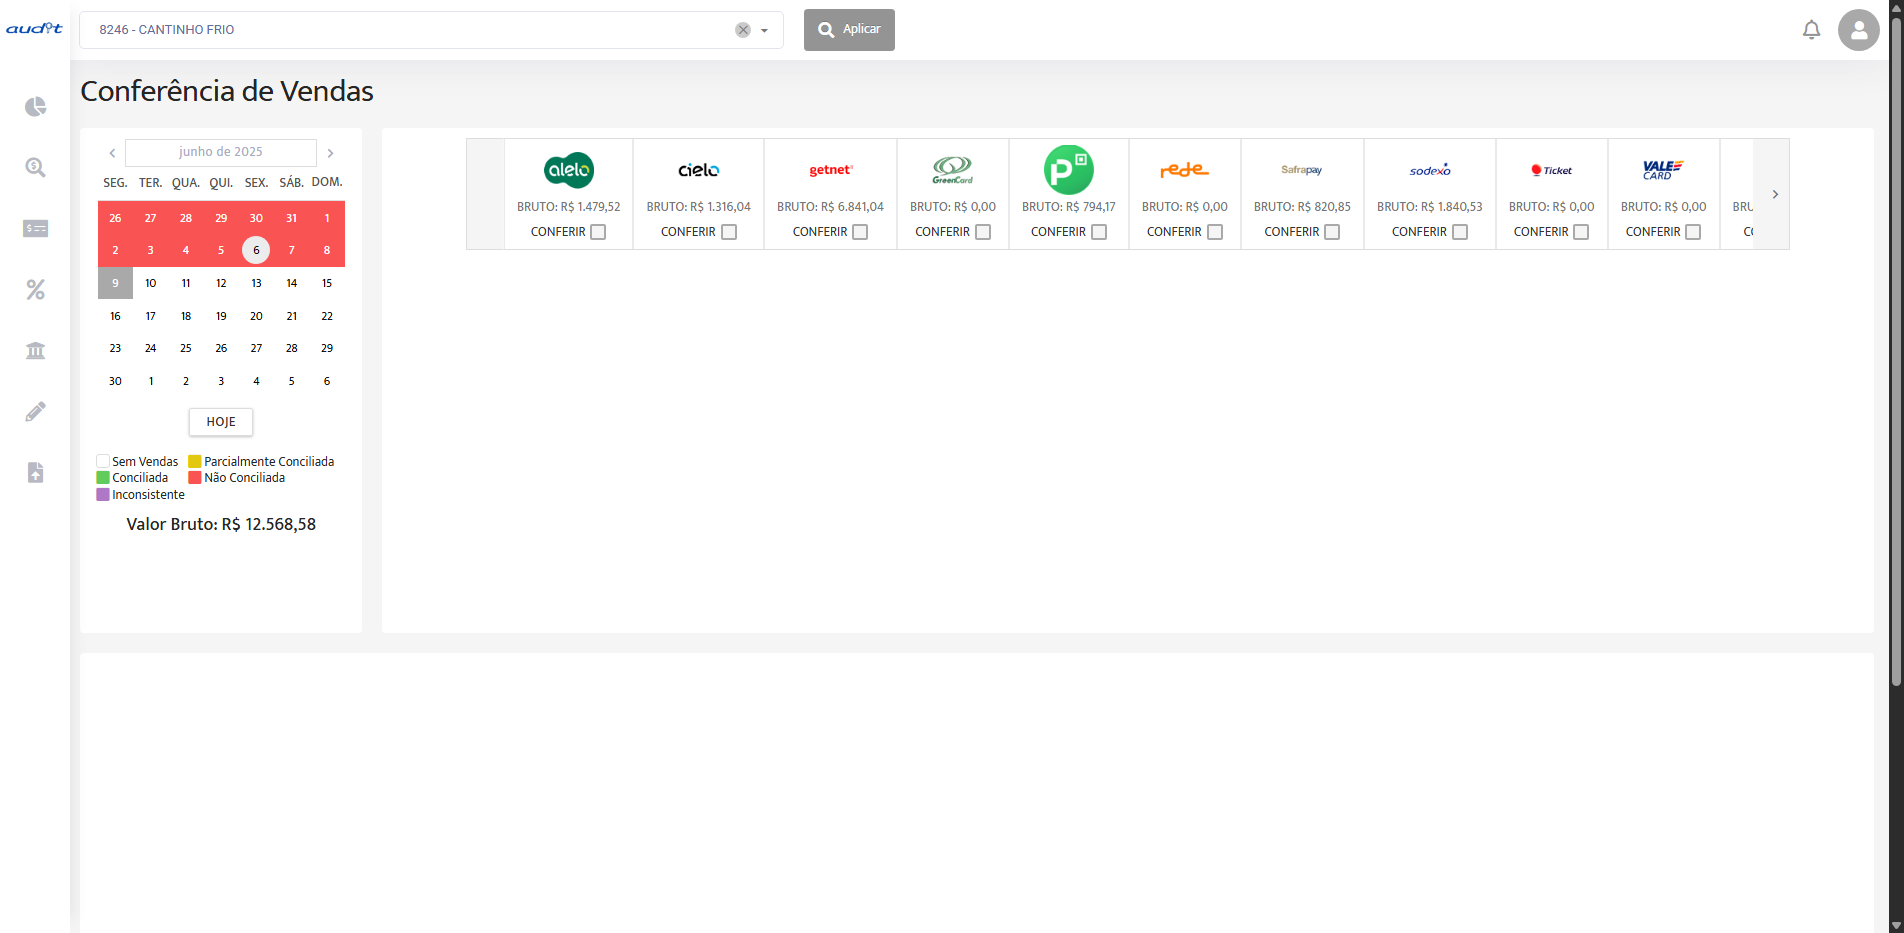 audit
8246 - CANTINHO FRIO
Aplicar
Conferência de Vendas
junho de 2025
SEG. TER. QUA. QUI. SEX. SÁB. DOM.
26 27 28 29 30 31 1
2 3 4 5 6 7 8
9 10 11 12 13 14 15
16 17 18 19 20 21 22
23 24 25 26 27 28 29
30 1 2 3 4 5 6
HOJE
Sem Vendas Parcialmente Conciliada
Conciliada Não Conciliada
Inconsistente
Valor Bruto: R$ 12.568,58
alelo
BRUTO: R$ 1.479,52
CONFERIR
cielo
BRUTO: R$ 1.316,04
CONFERIR
getnet
BRUTO: R$ 6.841,04
CONFERIR
GreenCard
BRUTO: R$ 0,00
CONFERIR
P
BRUTO: R$ 794,17
CONFERIR
rede
BRUTO: R$ 0,00
CONFERIR
Safrapay
BRUTO: R$ 820,85
CONFERIR
sodexo
BRUTO: R$ 1.840,53
CONFERIR
Ticket
BRUTO: R$ 0,00
CONFERIR
VALE CARD
BRUTO: R$ 0,00
CONFERIR